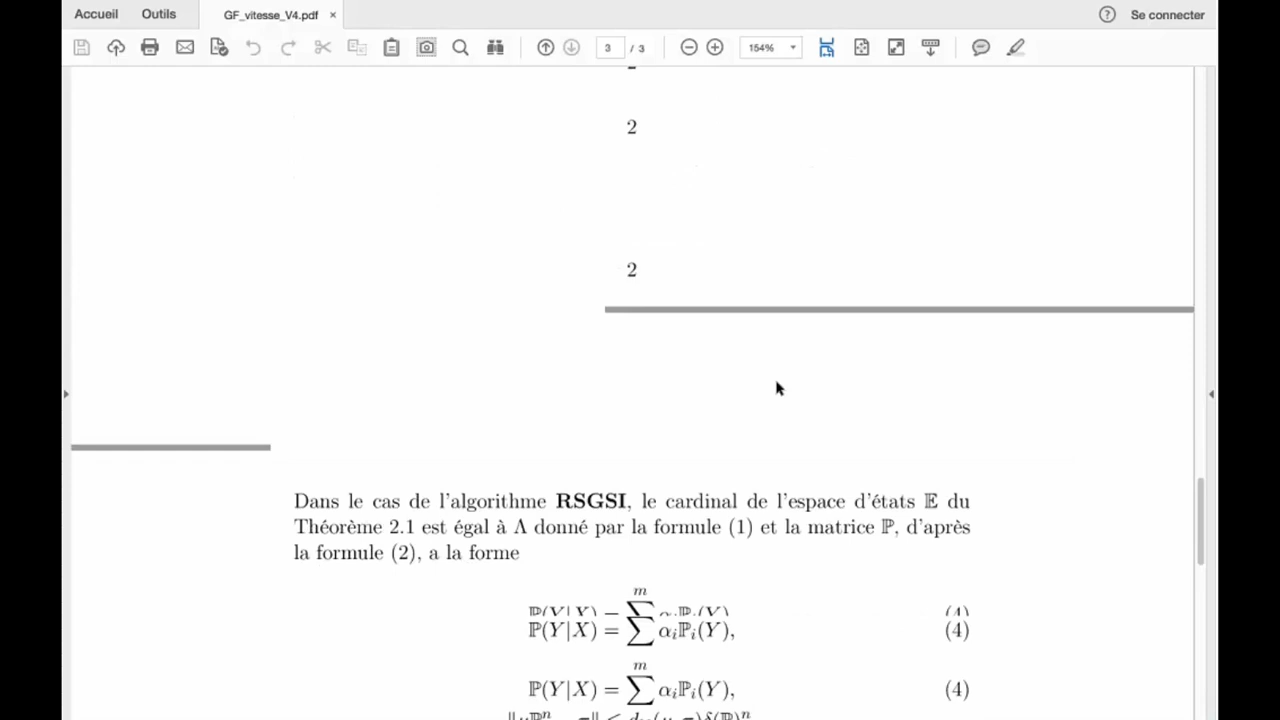 Accueil Outils GF_vitesse_V4.pdf × ? Se connecter
3 / 3 154%
2
2
Dans le cas de l'algorithme RSGSI, le cardinal de l'espace d'états 𝔼 du
Théorème 2.1 est égal à Λ donné par la formule (1) et la matrice ℙ, d'après
la formule (2), a la forme
m
ℙ(Y|X) = ∑ αᵢℙᵢ(Y), (4)
m
ℙ(Y|X) = ∑ αᵢℙᵢ(Y), (4)